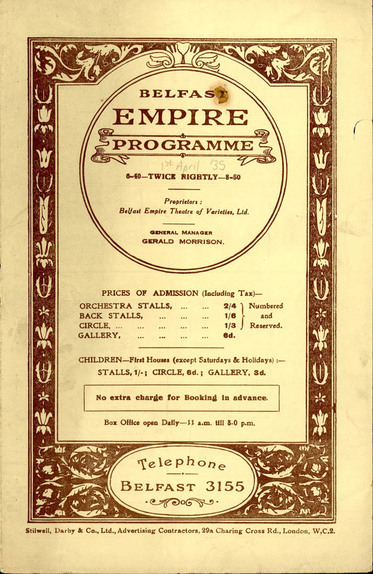 BELFAST
EMPIRE
PROGRAMME
1st April 35
6-40—TWICE NIGHTLY—8-50
Proprietors:
Belfast Empire Theatre of Varieties, Ltd.
GENERAL MANAGER
GERALD MORRISON.
PRICES OF ADMISSION (Including Tax)—
ORCHESTRA STALLS, ... ... 2/4 } Numbered
BACK STALLS, ... ... ... 1/6 } and
CIRCLE, ... ... ... ... ... 1/3 } Reserved.
GALLERY, ... ... ... ... 6d.
CHILDREN—First Houses (except Saturdays & Holidays) :—
STALLS, 1/-; CIRCLE, 6d.; GALLERY, 3d.
No extra charge for Booking in advance.
Box Office open Daily—11 a.m. till 5-0 p.m.
Telephone
BELFAST 3155
Stilwell, Darby & Co., Ltd., Advertising Contractors, 29a Charing Cross Rd., London, W.C.2.